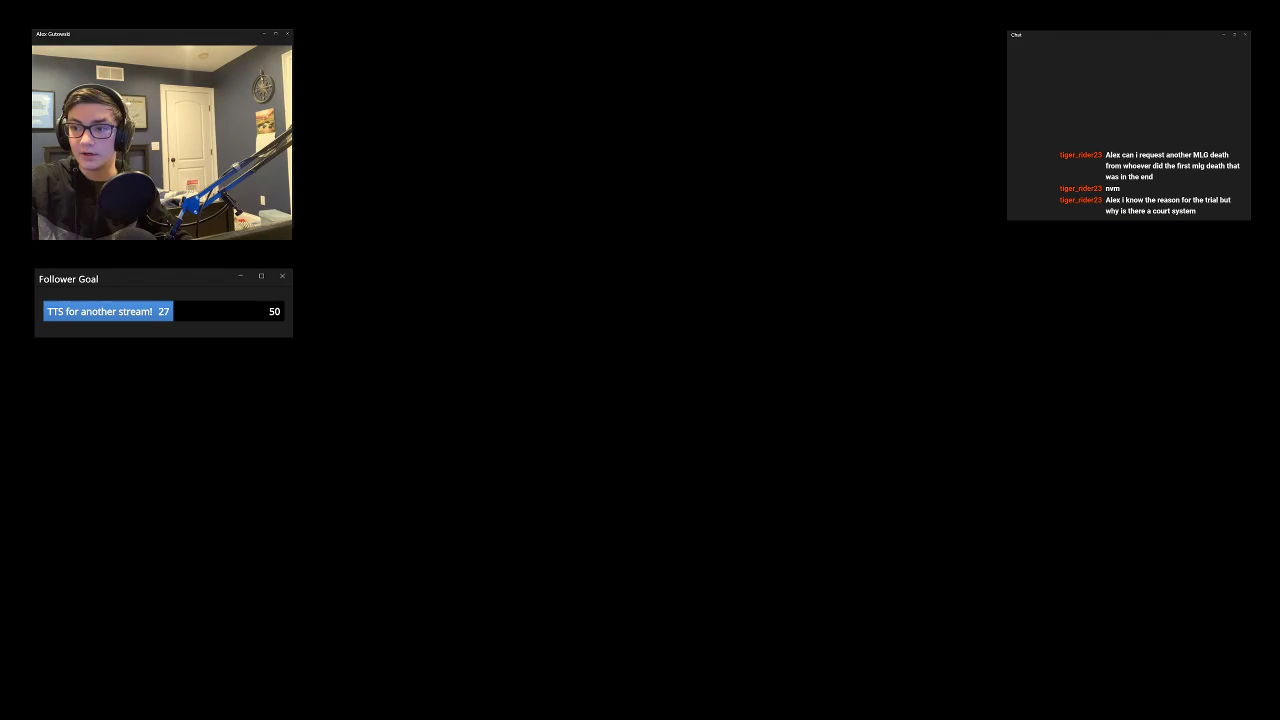 Alex Gutowski
Chat
Alex can i request another MLG death
tiger_rider23
from whoever did the first mlg death that
was in the end
tiger_rider23 nvm
tiger_rider23 Alex i know the reason for the trial but
why is there a court system
Follower Goal
TTS for another stream! 27 50